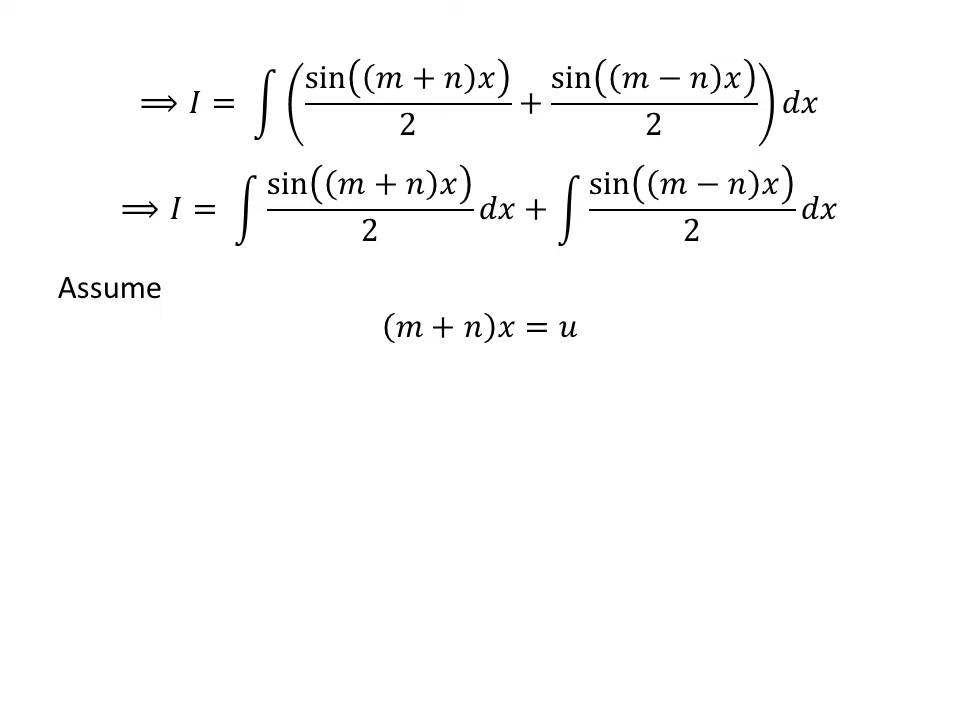 ⟹ 𝐼 = ∫ (sin((𝑚 + 𝑛)𝑥)/2 + sin((𝑚 − 𝑛)𝑥)/2) 𝑑𝑥
⟹ 𝐼 = ∫ sin((𝑚 + 𝑛)𝑥)/2 𝑑𝑥 + ∫ sin((𝑚 − 𝑛)𝑥)/2 𝑑𝑥
Assume
(𝑚 + 𝑛)𝑥 = 𝑢